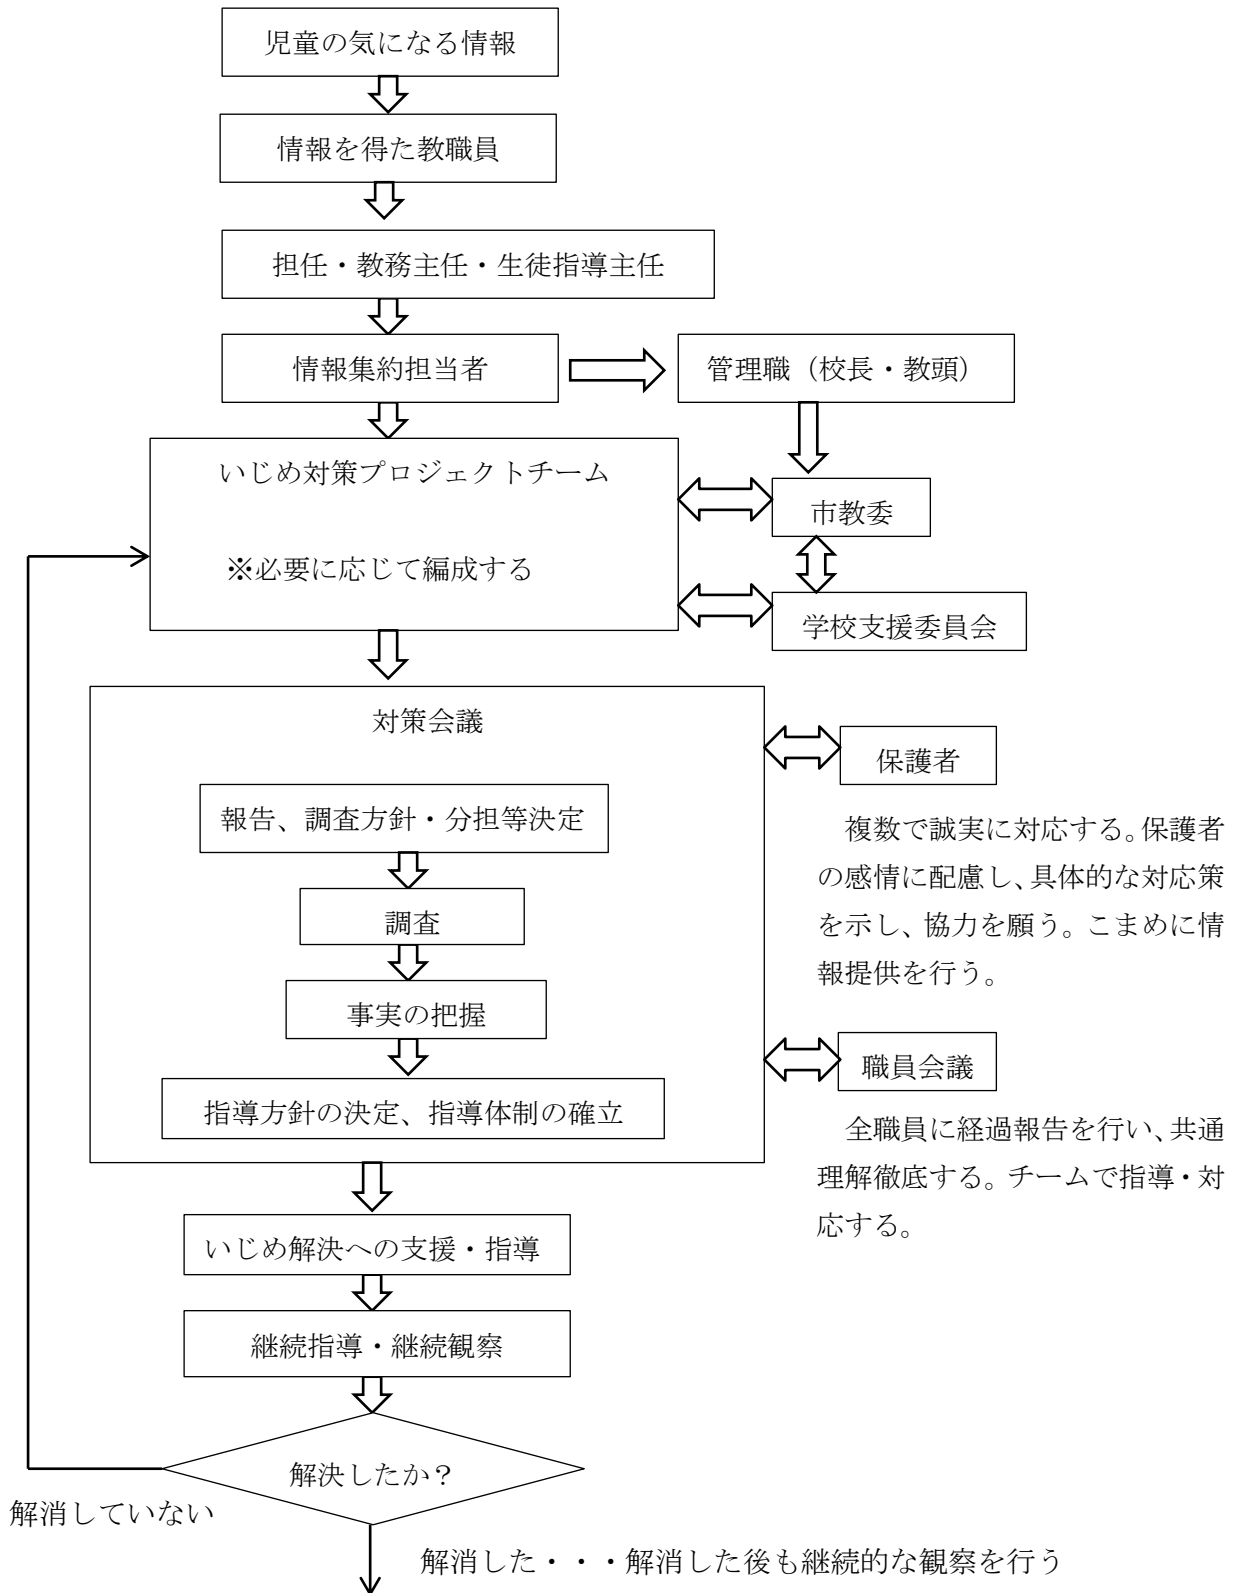 児童の気になる情報
情報を得た教職員
担任・教務主任・生徒指導主任
情報集約担当者
管理職（校長・教頭）
いじめ対策プロジェクトチーム
※必要に応じて編成する
市教委
学校支援委員会
対策会議
保護者
報告、調査方針・分担等決定
複数で誠実に対応する。保護者
の感情に配慮し、具体的な対応策
を示し、協力を願う。こまめに情
報提供を行う。
調査
事実の把握
職員会議
指導方針の決定、指導体制の確立
全職員に経過報告を行い、共通
理解徹底する。チームで指導・対
応する。
いじめ解決への支援・指導
継続指導・継続観察
解決したか？
解消していない
解消した・・・解消した後も継続的な観察を行う